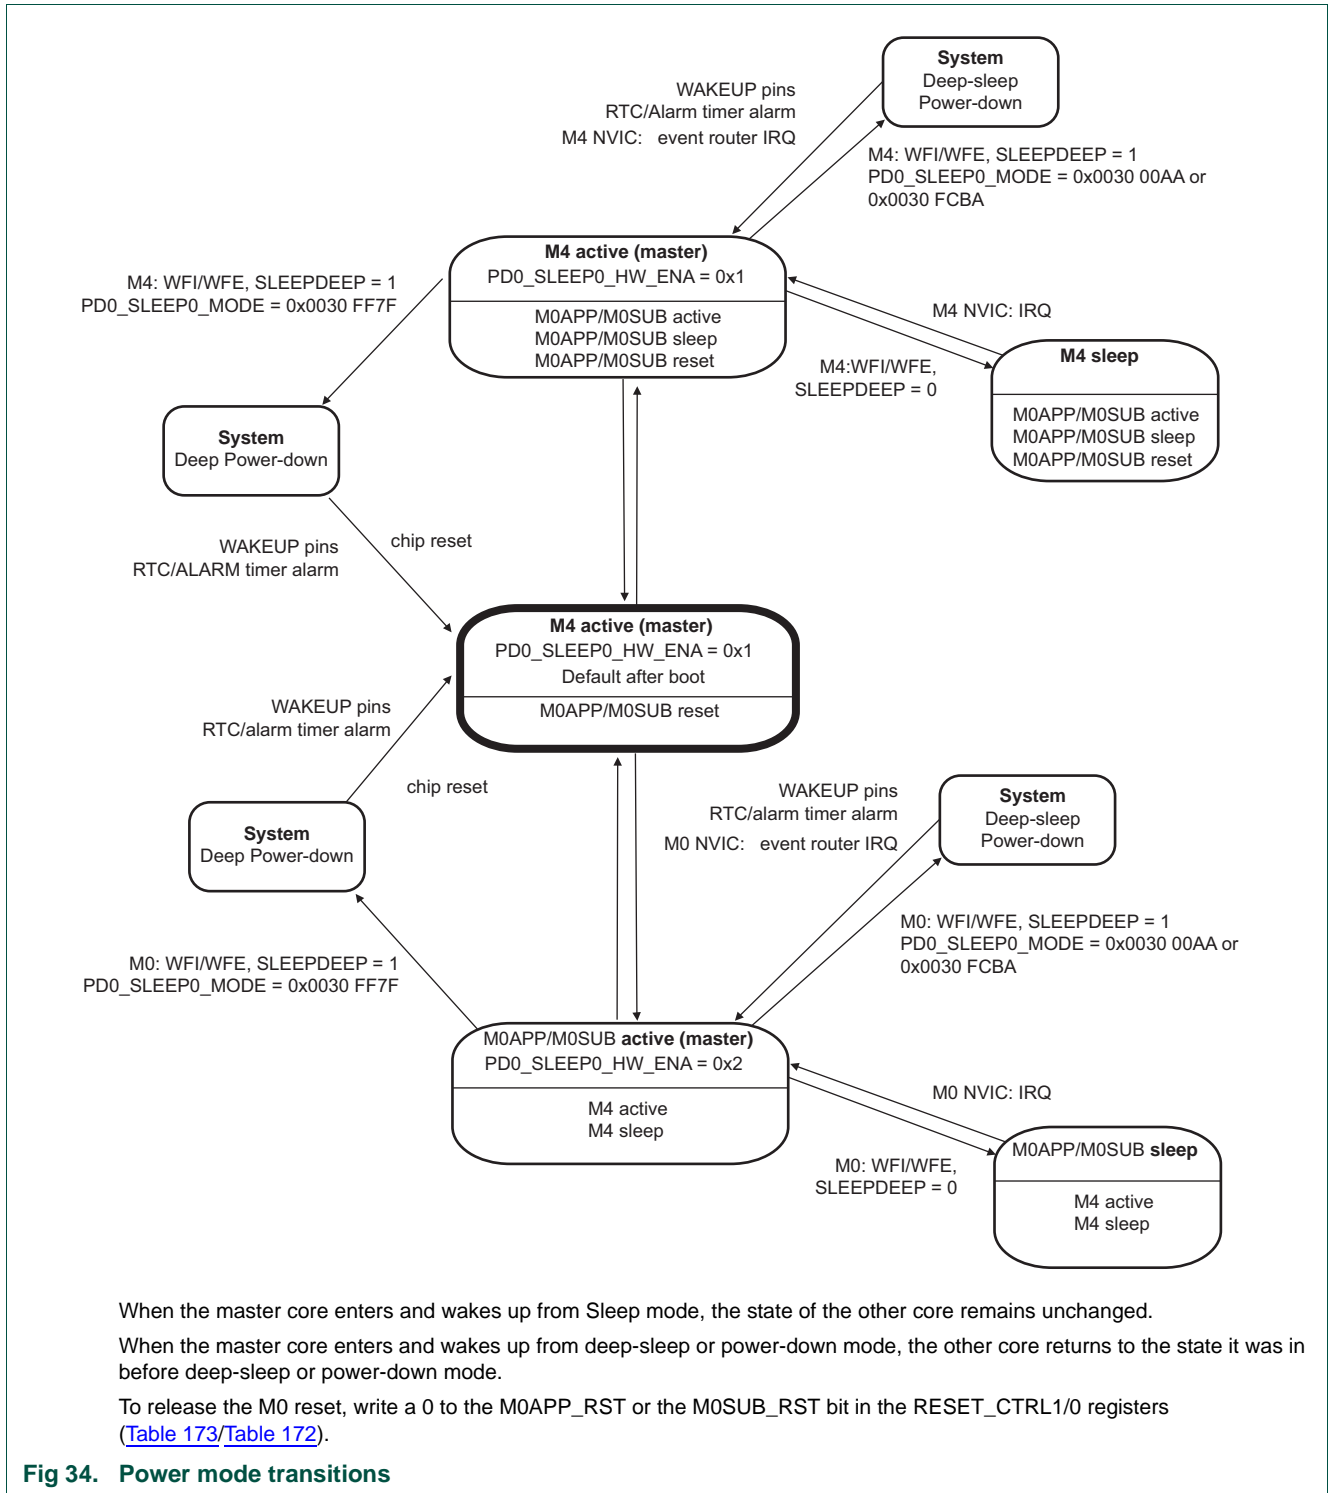 System
Deep-sleep
Power-down
WAKEUP pins
RTC/Alarm timer alarm
M4 NVIC: event router IRQ
M4: WFI/WFE, SLEEPDEEP = 1
PD0_SLEEP0_MODE = 0x0030 00AA or
0x0030 FCBA
M4 active (master)
PD0_SLEEP0_HW_ENA = 0x1
M0APP/M0SUB active
M0APP/M0SUB sleep
M0APP/M0SUB reset
M4: WFI/WFE, SLEEPDEEP = 1
PD0_SLEEP0_MODE = 0x0030 FF7F
M4 NVIC: IRQ
M4:WFI/WFE,
SLEEPDEEP = 0
M4 sleep
M0APP/M0SUB active
M0APP/M0SUB sleep
M0APP/M0SUB reset
System
Deep Power-down
WAKEUP pins
RTC/ALARM timer alarm
chip reset
M4 active (master)
PD0_SLEEP0_HW_ENA = 0x1
Default after boot
M0APP/M0SUB reset
WAKEUP pins
RTC/alarm timer alarm
chip reset
System
Deep Power-down
WAKEUP pins
RTC/alarm timer alarm
M0 NVIC: event router IRQ
System
Deep-sleep
Power-down
M0: WFI/WFE, SLEEPDEEP = 1
PD0_SLEEP0_MODE = 0x0030 00AA or
0x0030 FCBA
M0: WFI/WFE, SLEEPDEEP = 1
PD0_SLEEP0_MODE = 0x0030 FF7F
M0APP/M0SUB active (master)
PD0_SLEEP0_HW_ENA = 0x2
M4 active
M4 sleep
M0 NVIC: IRQ
M0: WFI/WFE,
SLEEPDEEP = 0
M0APP/M0SUB sleep
M4 active
M4 sleep
When the master core enters and wakes up from Sleep mode, the state of the other core remains unchanged.
When the master core enters and wakes up from deep-sleep or power-down mode, the other core returns to the state it was in
before deep-sleep or power-down mode.
To release the M0 reset, write a 0 to the M0APP_RST or the M0SUB_RST bit in the RESET_CTRL1/0 registers
(Table 173/Table 172).
Fig 34. Power mode transitions